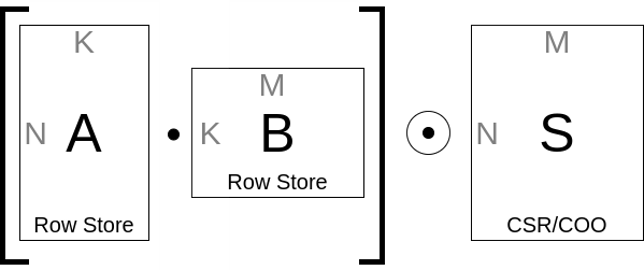 K
N A
Row Store
M
K B
Row Store
M
N S
CSR/COO